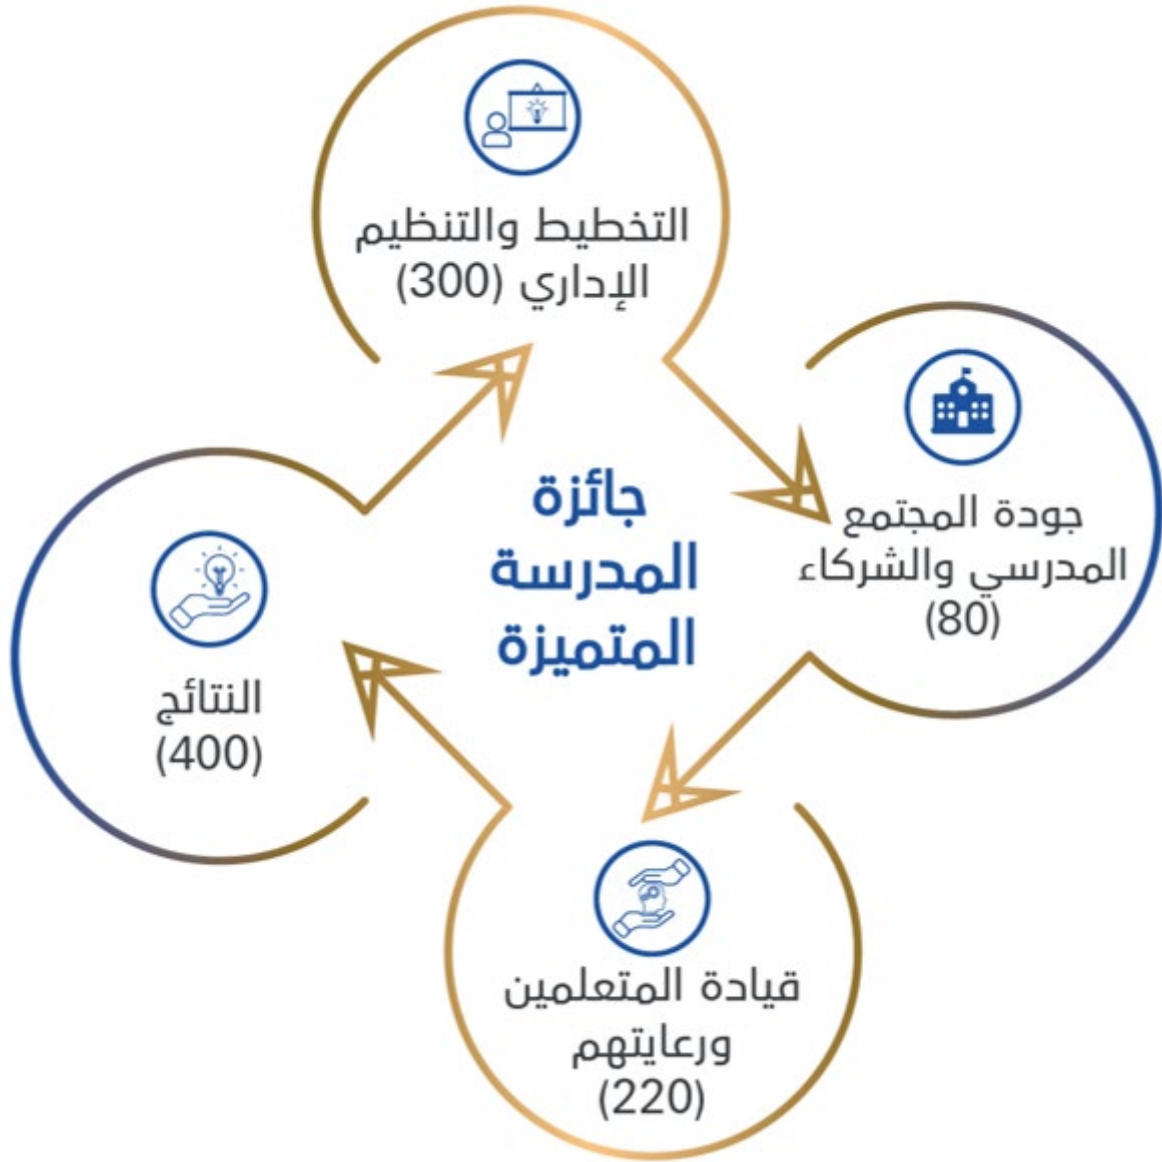 التخطيط والتنظيم
الإداري (300)
جودة المجتمع
المدرسي والشركاء
(80)
جائزة
المدرسة
المتميزة
النتائج
(400)
قيادة المتعلمين
ورعايتهم
(220)